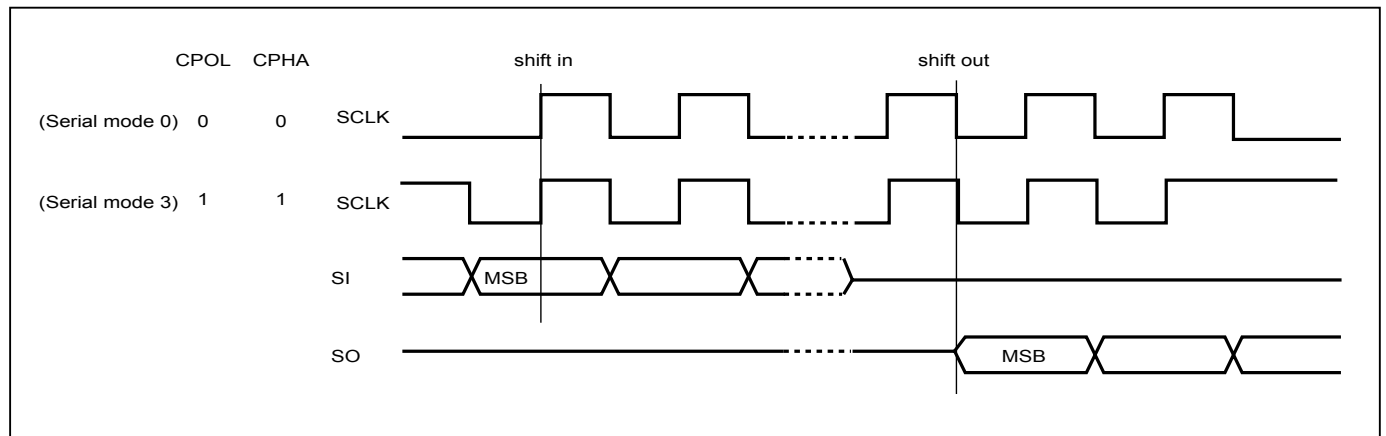 CPOL CPHA shift in shift out
(Serial mode 0) 0 0 SCLK
(Serial mode 3) 1 1 SCLK
SI MSB
SO MSB